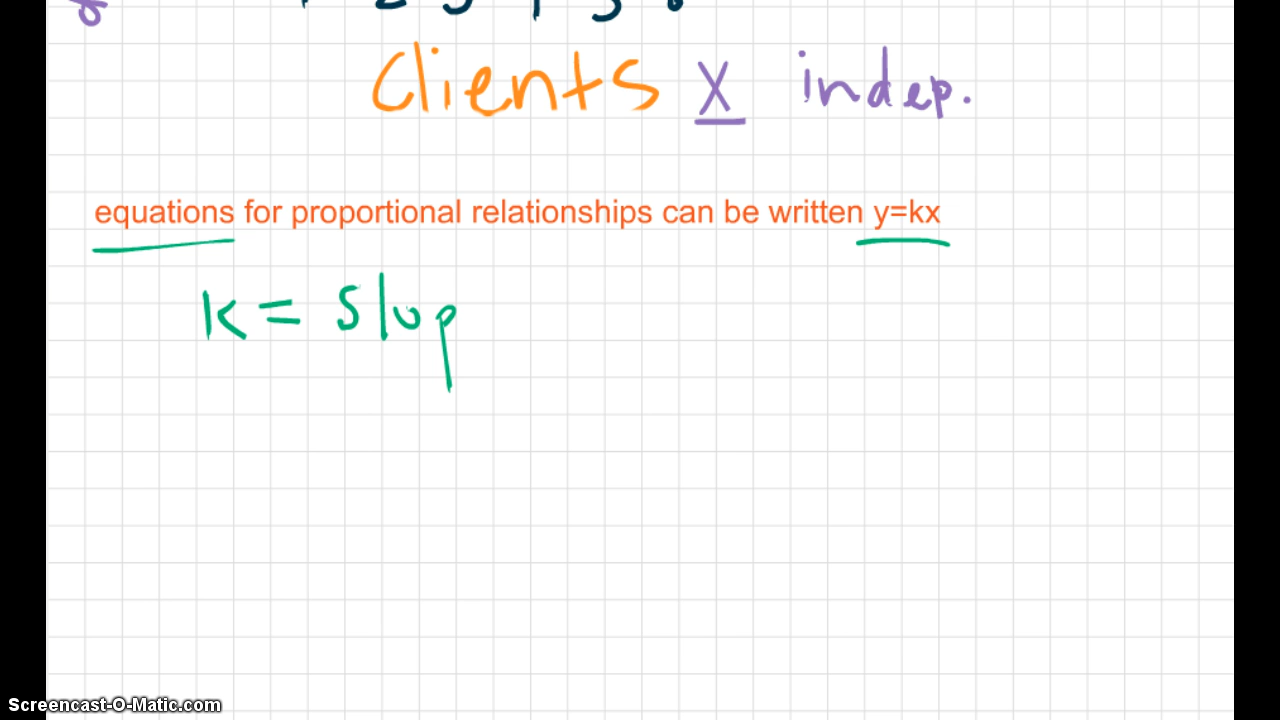 Clients x indep.
equations for proportional relationships can be written y=kx
k = slop
Screencast-O-Matic.com